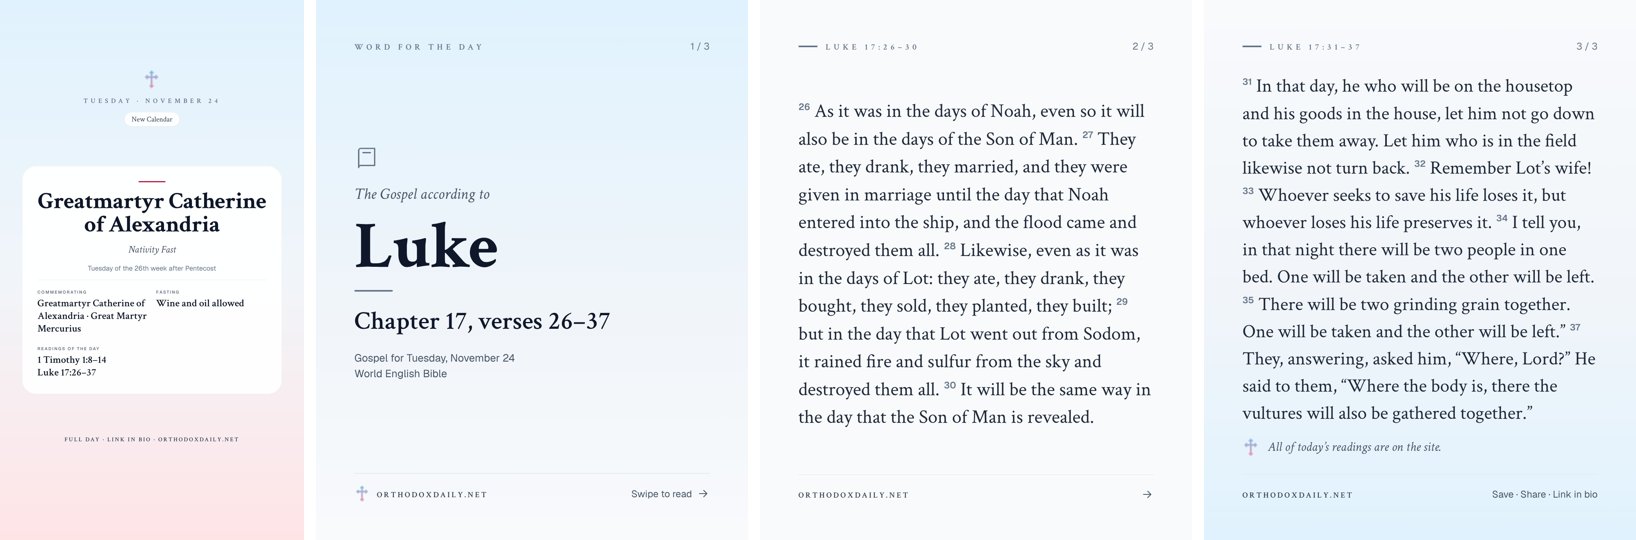 TUESDAY · NOVEMBER 24
New Calendar
Greatmartyr Catherine
of Alexandria
Nativity Fast
Tuesday of the 26th week after Pentecost
COMMEMORATING
Greatmartyr Catherine of
Alexandria · Great Martyr
Mercurius
FASTING
Wine and oil allowed
READINGS OF THE DAY
1 Timothy 1:8–14
Luke 17:26–37
FULL DAY · LINK IN BIO · ORTHODOXDAILY.NET
WORD FOR THE DAY
1 / 3
The Gospel according to
Luke
Chapter 17, verses 26–37
Gospel for Tuesday, November 24
World English Bible
ORTHODOXDAILY.NET
Swipe to read →
LUKE 17:26–30
2 / 3
26 As it was in the days of Noah, even so it will
also be in the days of the Son of Man. 27 They
ate, they drank, they married, and they were
given in marriage until the day that Noah
entered into the ship, and the flood came and
destroyed them all. 28 Likewise, even as it was
in the days of Lot: they ate, they drank, they
bought, they sold, they planted, they built; 29
but in the day that Lot went out from Sodom,
it rained fire and sulfur from the sky and
destroyed them all. 30 It will be the same way in
the day that the Son of Man is revealed.
ORTHODOXDAILY.NET
→
LUKE 17:31–37
3 / 3
31 In that day, he who will be on the housetop
and his goods in the house, let him not go down
to take them away. Let him who is in the field
likewise not turn back. 32 Remember Lot’s wife!
33 Whoever seeks to save his life loses it, but
whoever loses his life preserves it. 34 I tell you,
in that night there will be two people in one
bed. One will be taken and the other will be left.
35 There will be two grinding grain together.
One will be taken and the other will be left.” 37
They, answering, asked him, “Where, Lord?” He
said to them, “Where the body is, there the
vultures will also be gathered together.”
All of today’s readings are on the site.
ORTHODOXDAILY.NET
Save · Share · Link in bio